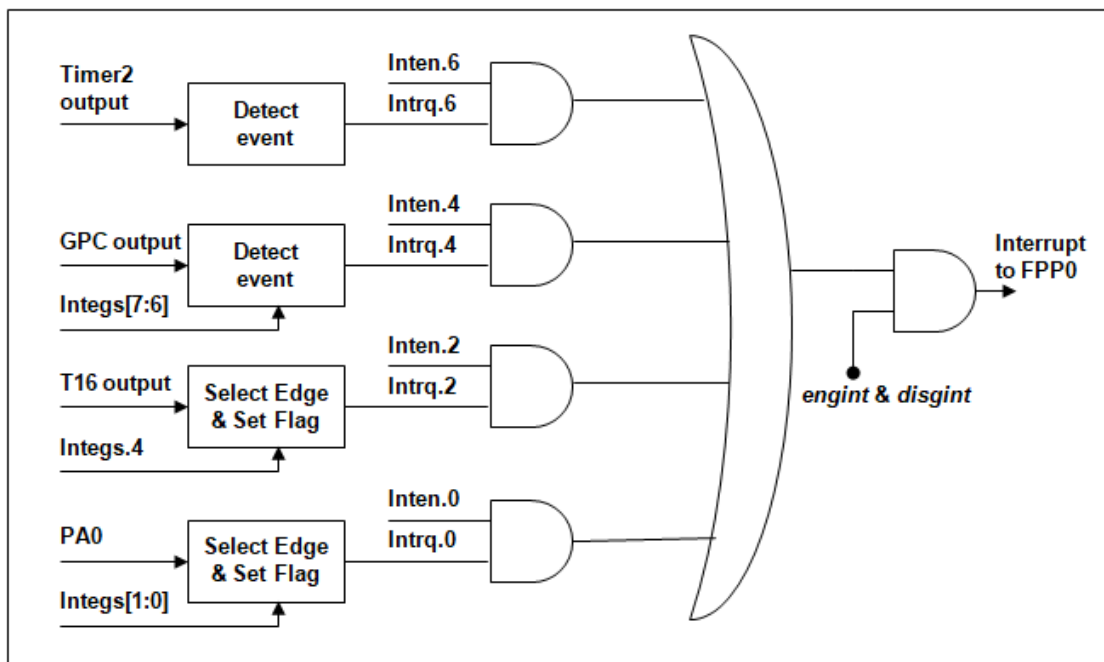 Timer2
output
Detect
event
Inten.6
Intrq.6
GPC output
Integs[7:6]
Detect
event
Inten.4
Intrq.4
T16 output
Integs.4
Select Edge
& Set Flag
Inten.2
Intrq.2
PA0
Integs[1:0]
Select Edge
& Set Flag
Inten.0
Intrq.0
Interrupt
to FPP0
engint & disgint